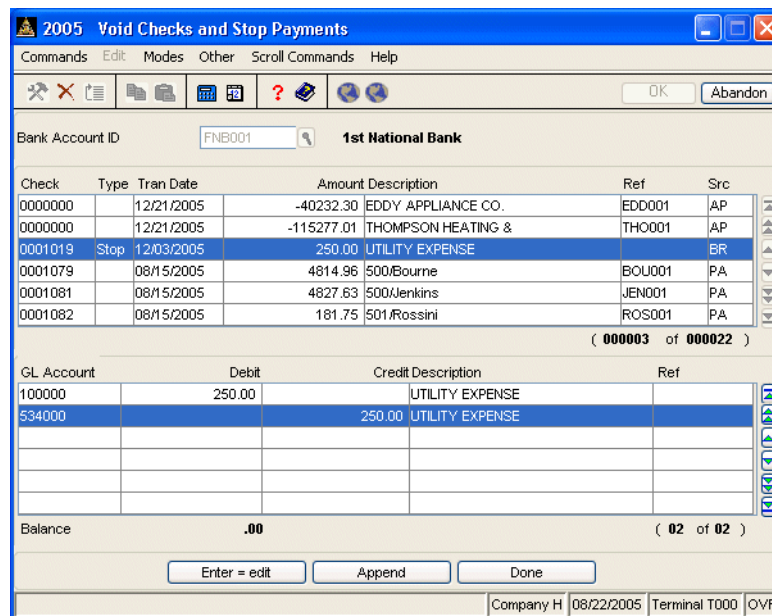 2005 Void Checks and Stop Payments
Commands Edit Modes Other Scroll Commands Help
OK Abandon
Bank Account ID FNB001 1st National Bank
Check Type Tran Date Amount Description Ref Src
0000000 12/21/2005 -40232.30 EDDY APPLIANCE CO. EDD001 AP
0000000 12/21/2005 -115277.01 THOMPSON HEATING & THO001 AP
0001019 Stop 12/03/2005 250.00 UTILITY EXPENSE BR
0001079 08/15/2005 4814.96 500/Bourne BOU001 PA
0001081 08/15/2005 4827.63 500/Jenkins JEN001 PA
0001082 08/15/2005 181.75 501/Rossini ROS001 PA
( 000003 of 000022 )
GL Account Debit Credit Description Ref
100000 250.00 UTILITY EXPENSE
534000 250.00 UTILITY EXPENSE
Balance .00 ( 02 of 02 )
Enter = edit Append Done
Company H 08/22/2005 Terminal T000 OVR